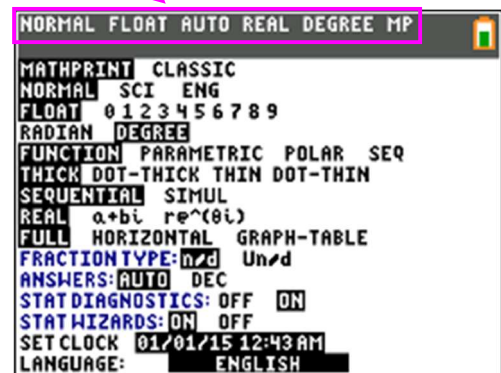 NORMAL FLOAT AUTO REAL DEGREE MP
MATHPRINT CLASSIC
NORMAL SCI ENG
FLOAT 0 1 2 3 4 5 6 7 8 9
RADIAN DEGREE
FUNCTION PARAMETRIC POLAR SEQ
THICK DOT-THICK THIN DOT-THIN
SEQUENTIAL SIMUL
REAL a+bi re^(θi)
FULL HORIZONTAL GRAPH-TABLE
FRACTION TYPE: n/d Un/d
ANSWERS: AUTO DEC
STAT DIAGNOSTICS: OFF ON
STAT WIZARDS: ON OFF
SET CLOCK 01/01/15 12:43 AM
LANGUAGE: ENGLISH